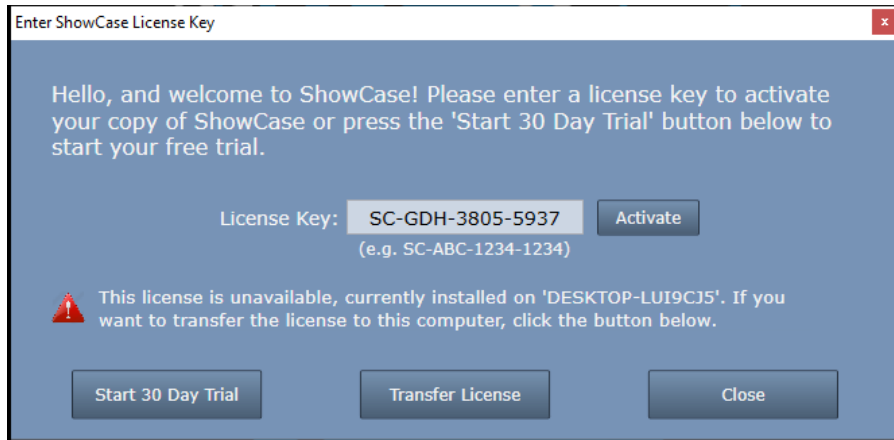 Enter ShowCase License Key
x
Hello, and welcome to ShowCase! Please enter a license key to activate
your copy of ShowCase or press the 'Start 30 Day Trial' button below to
start your free trial.
License Key: SC-GDH-3805-5937 Activate
(e.g. SC-ABC-1234-1234)
This license is unavailable, currently installed on 'DESKTOP-LUI9CJ5'. If you
want to transfer the license to this computer, click the button below.
Start 30 Day Trial Transfer License Close